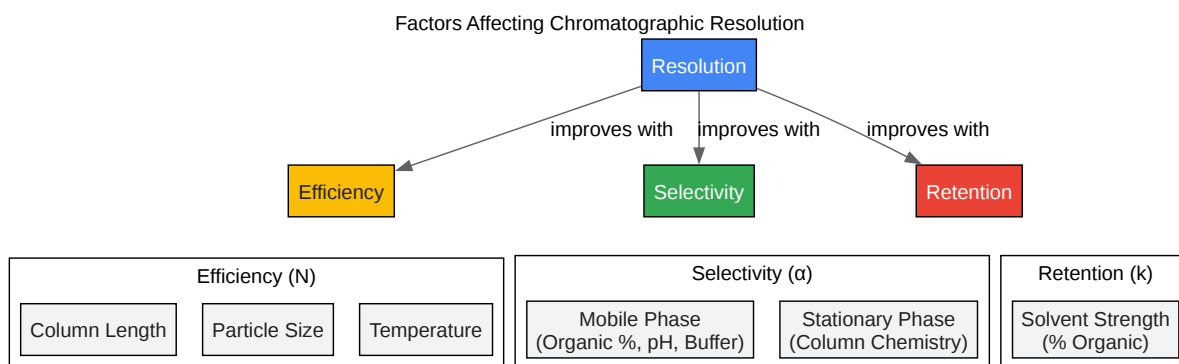 Factors Affecting Chromatographic Resolution
Resolution
improves with
improves with
improves with
Efficiency
Selectivity
Retention
Efficiency (N)
Column Length
Particle Size
Temperature
Selectivity (α)
Mobile Phase
(Organic %, pH, Buffer)
Stationary Phase
(Column Chemistry)
Retention (k)
Solvent Strength
(% Organic)